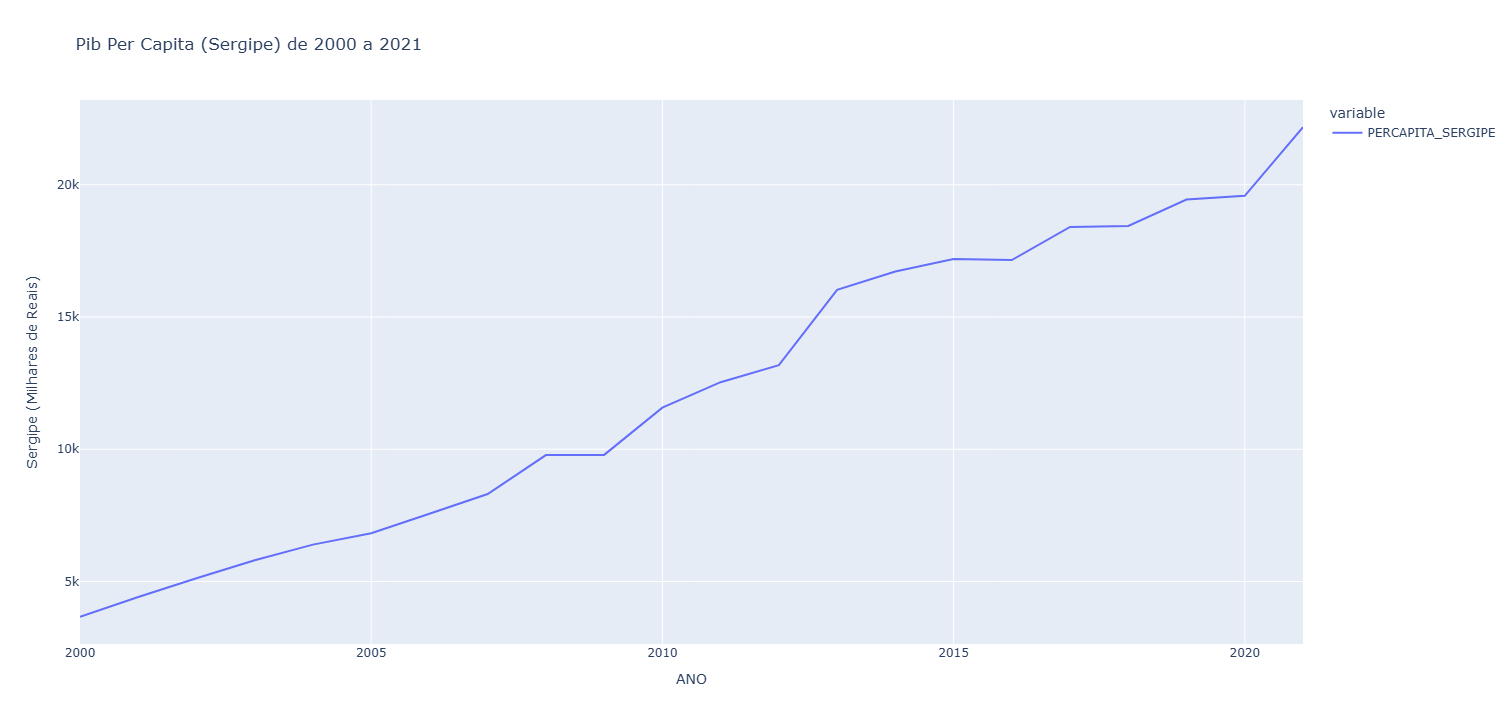 Pib Per Capita (Sergipe) de 2000 a 2021
variable
PERCAPITA_SERGIPE
Sergipe (Milhares de Reais)
20k
15k
10k
5k
2000 2005 2010 2015 2020
ANO